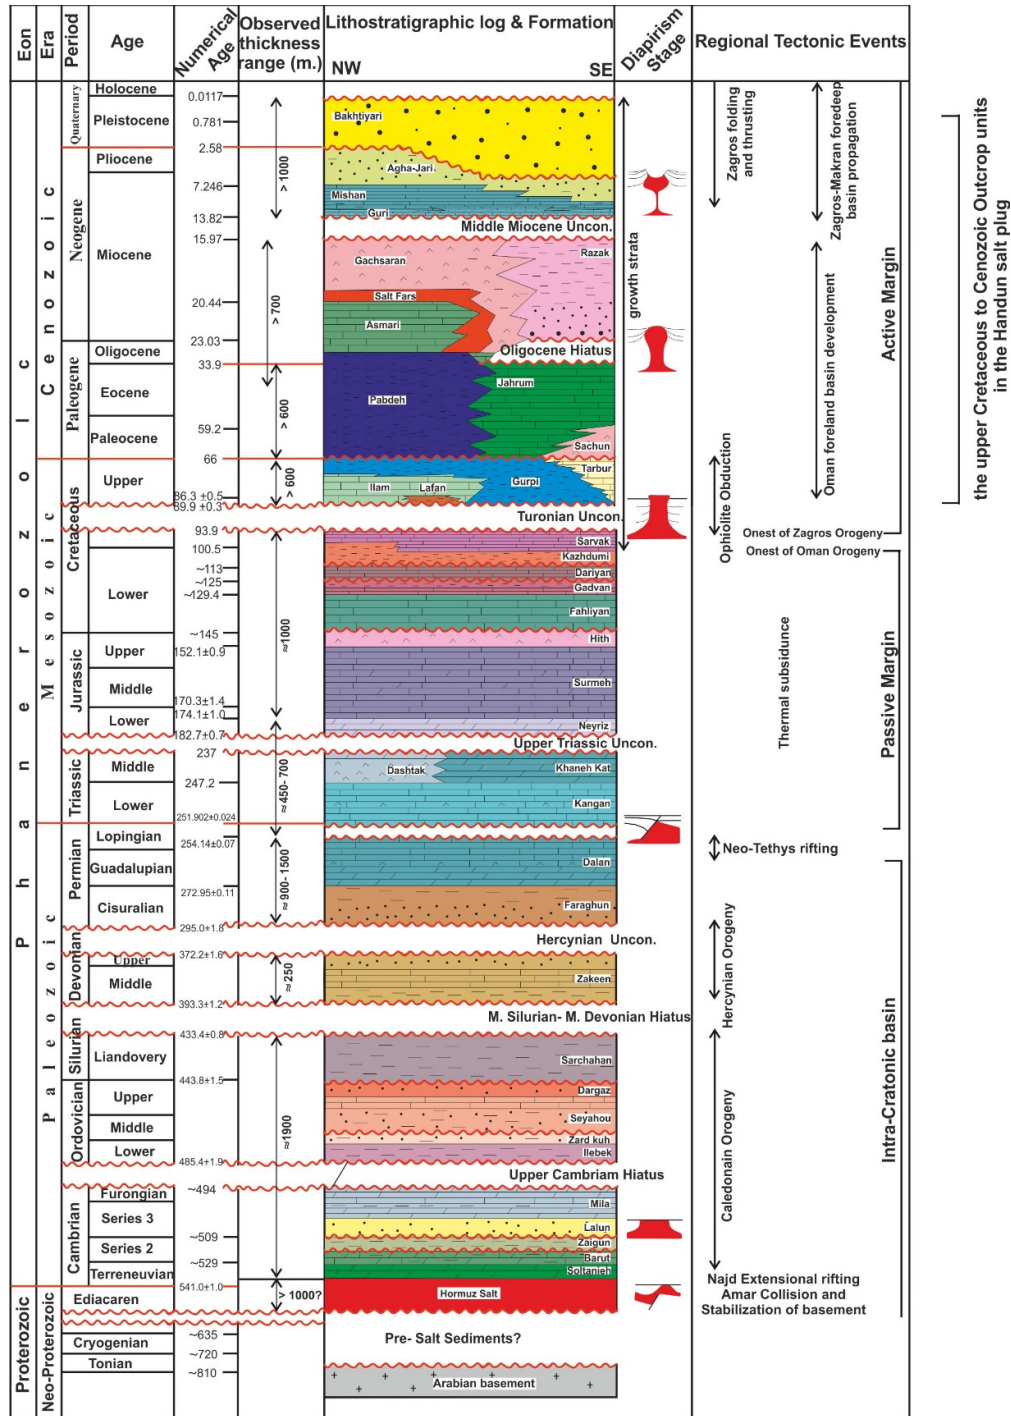 Eon
Era
Period
Age
Numerical
Age
Observed
thickness
range (m.)
Lithostratigraphic log & Formation
NW
SE
Diapirism
Stage
Regional Tectonic Events
Phanerozoic
Proterozoic
Cenozoic
Mesozoic
Paleozoic
Neo-Proterozoic
Quaternary
Neogene
Paleogene
Cretaceous
Jurassic
Triassic
Permian
Devonian
Silurian
Ordovician
Cambrian
Holocene
Pleistocene
Pliocene
Miocene
Oligocene
Eocene
Paleocene
Upper
Lower
Upper
Middle
Lower
Middle
Lower
Lopingian
Guadalupian
Cisuralian
Upper
Middle
Liandovery
Upper
Middle
Lower
Furongian
Series 3
Series 2
Terreneuvian
Ediacaren
Cryogenian
Tonian
0.0117
0.781
2.58
7.246
13.82
15.97
20.44
23.03
33.9
59.2
66
86.3 ±0.5
89.9 ±0.3
93.9
100.5
~113
~125
~129.4
~145
152.1±0.9
170.3±1.4
174.1±1.0
182.7±0.7
237
247.2
251.902±0.024
254.14±0.07
272.95±0.11
295.0±1.8
372.2±1.6
393.3±1.2
433.4±0.8
443.8±1.5
485.4±1.9
~494
~509
~529
541.0±1.0
~635
~720
~810
> 1000
> 700
> 600
> 600
≈1000
≈450- 700
≈900- 1500
≈250
≈1900
> 1000?
Bakhtiyari
Agha-Jari.
Mishan
Guri
Middle Miocene Uncon.
Gachsaran
Razak
Salt Fars
Asmari
Oligocene Hiatus
Jahrum
Pabdeh
Sachun
Tarbur
Ilam
Lafan
Gurpi
Turonian Uncon.
Sarvak
Kazhdumi
Dariyan
Gadvan
Fahliyan
Hith
Surmeh
Neyriz
Upper Triassic Uncon.
Dashtak
Khaneh Kat
Kangan
Dalan
Faraghun
Hercynian Uncon.
Zakeen
M. Silurian- M. Devonian Hiatus
Sarchahan
Dargaz
Seyahou
Zard kuh
Ilebek
Upper Cambriam Hiatus
Mila
Lalun
Zaigun
Barut
Soltanieh
Hormuz Salt
Pre- Salt Sediments?
Arabian basement
growth strata
Zagros folding
and thrusting
Zagros-Makran foredeep
basin propagation
Oman foreland basin development
Ophiolite Obduction
Onest of Zagros Orogeny
Onest of Oman Orogeny
Thermal subsidunce
Neo-Tethys rifting
Hercynian Orogeny
Caledonain Orogeny
Najd Extensional rifting
Amar Collision and
Stabilization of basement
Active Margin
Passive Margin
Intra-Cratonic basin
the upper Cretaceous to Cenozoic Outcrop units
in the Handun salt plug